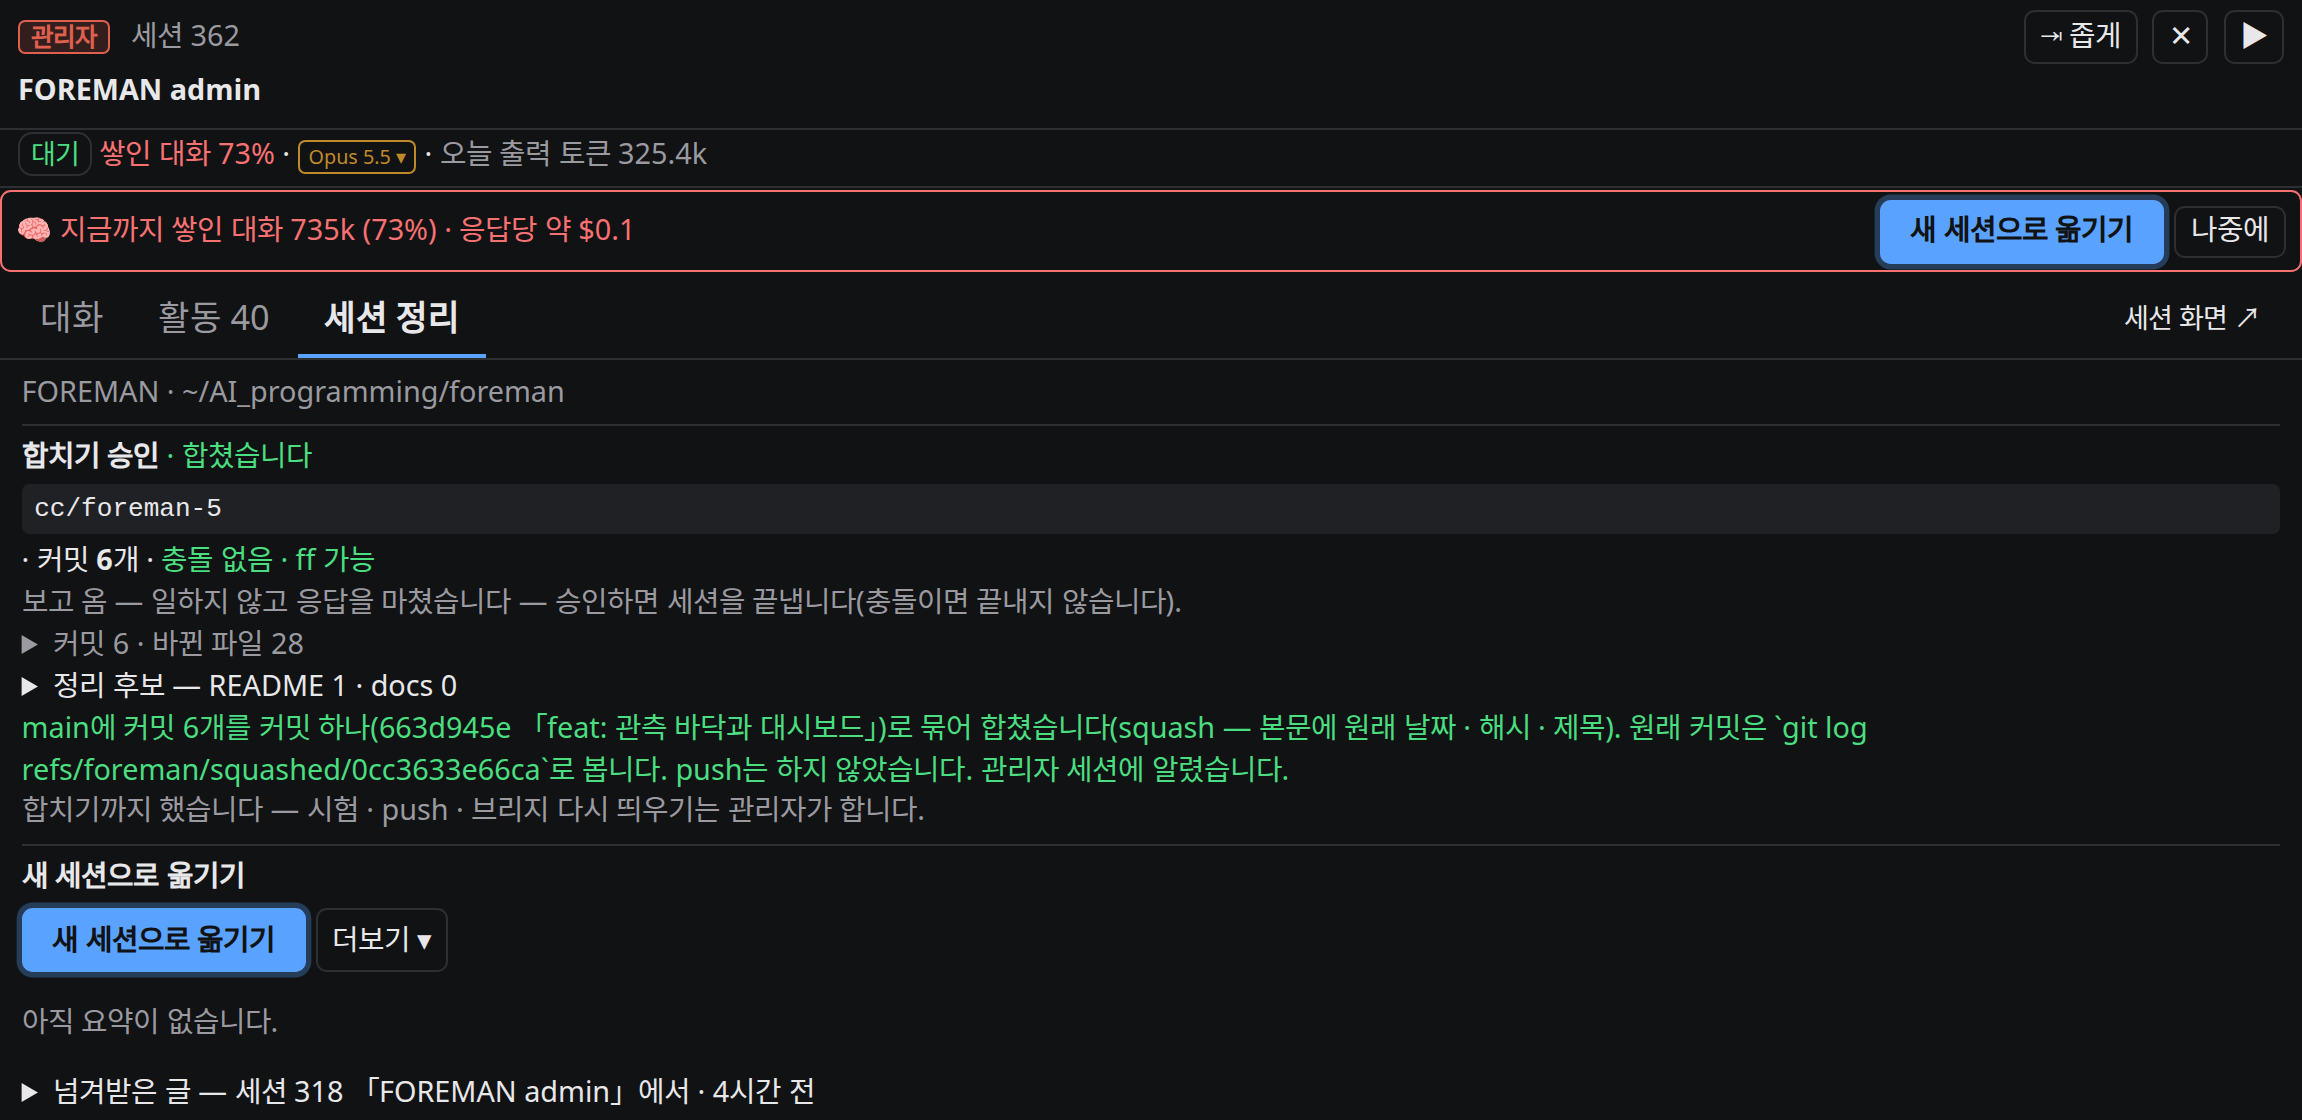 관리자 세션 362 ⇥ 좁게 ✕ ▶
FOREMAN admin
대기 쌓인 대화 73% · Opus 5.5 ▾ · 오늘 출력 토큰 325.4k
🧠 지금까지 쌓인 대화 735k (73%) · 응답당 약 $0.1 새 세션으로 옮기기 나중에
대화 활동 40 세션 정리 세션 화면 ↗
FOREMAN · ~/AI_programming/foreman
합치기 승인 · 합쳤습니다
cc/foreman-5
· 커밋 6개 · 충돌 없음 · ff 가능
보고 옴 — 일하지 않고 응답을 마쳤습니다 — 승인하면 세션을 끝냅니다(충돌이면 끝내지 않습니다).
▶ 커밋 6 · 바뀐 파일 28
▶ 정리 후보 — README 1 · docs 0
main에 커밋 6개를 커밋 하나(663d945e 「feat: 관측 바닥과 대시보드」)로 묶어 합쳤습니다(squash — 본문에 원래 날짜 · 해시 · 제목). 원래 커밋은 `git log
refs/foreman/squashed/0cc3633e66ca`로 봅니다. push는 하지 않았습니다. 관리자 세션에 알렸습니다.
합치기까지 했습니다 — 시험 · push · 브리지 다시 띄우기는 관리자가 합니다.
새 세션으로 옮기기
새 세션으로 옮기기 더보기 ▾
아직 요약이 없습니다.
▶ 넘겨받은 글 — 세션 318 「FOREMAN admin」에서 · 4시간 전